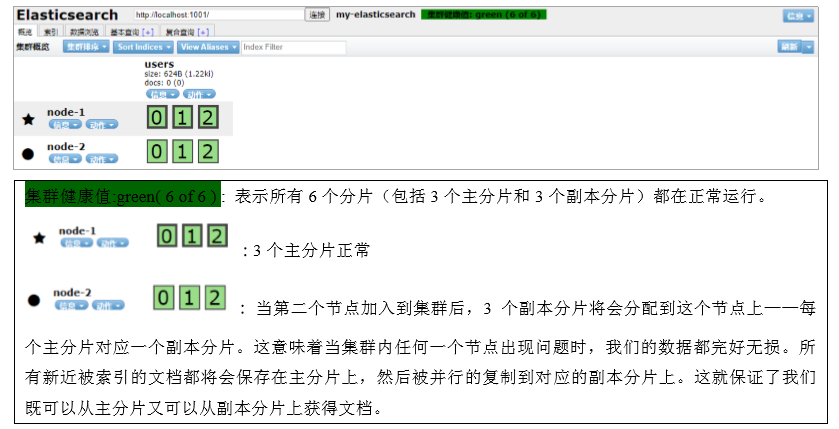 Elasticsearch http://localhost:1001/ 连接 my-elasticsearch 集群健康值: green (6 of 6) 信息
概览 索引 数据浏览 基本查询 [+] 复合查询 [+]
集群概览 集群排序 Sort Indices View Aliases Index Filter 刷新
users
size: 624B (1.22ki)
docs: 0 (0)
信息 动作
node-1 0 1 2
信息 动作
node-2 0 1 2
信息 动作
集群健康值:green( 6 of 6 ) : 表示所有 6 个分片（包括 3 个主分片和 3 个副本分片）都在正常运行。
node-1 0 1 2 : 3 个主分片正常
信息 动作
node-2 0 1 2 : 当第二个节点加入到集群后，3 个副本分片将会分配到这个节点上——每
信息 动作
个主分片对应一个副本分片。这意味着当集群内任何一个节点出现问题时，我们的数据都完好无损。所
有新近被索引的文档都将会保存在主分片上，然后被并行的复制到对应的副本分片上。这就保证了我们
既可以从主分片又可以从副本分片上获得文档。